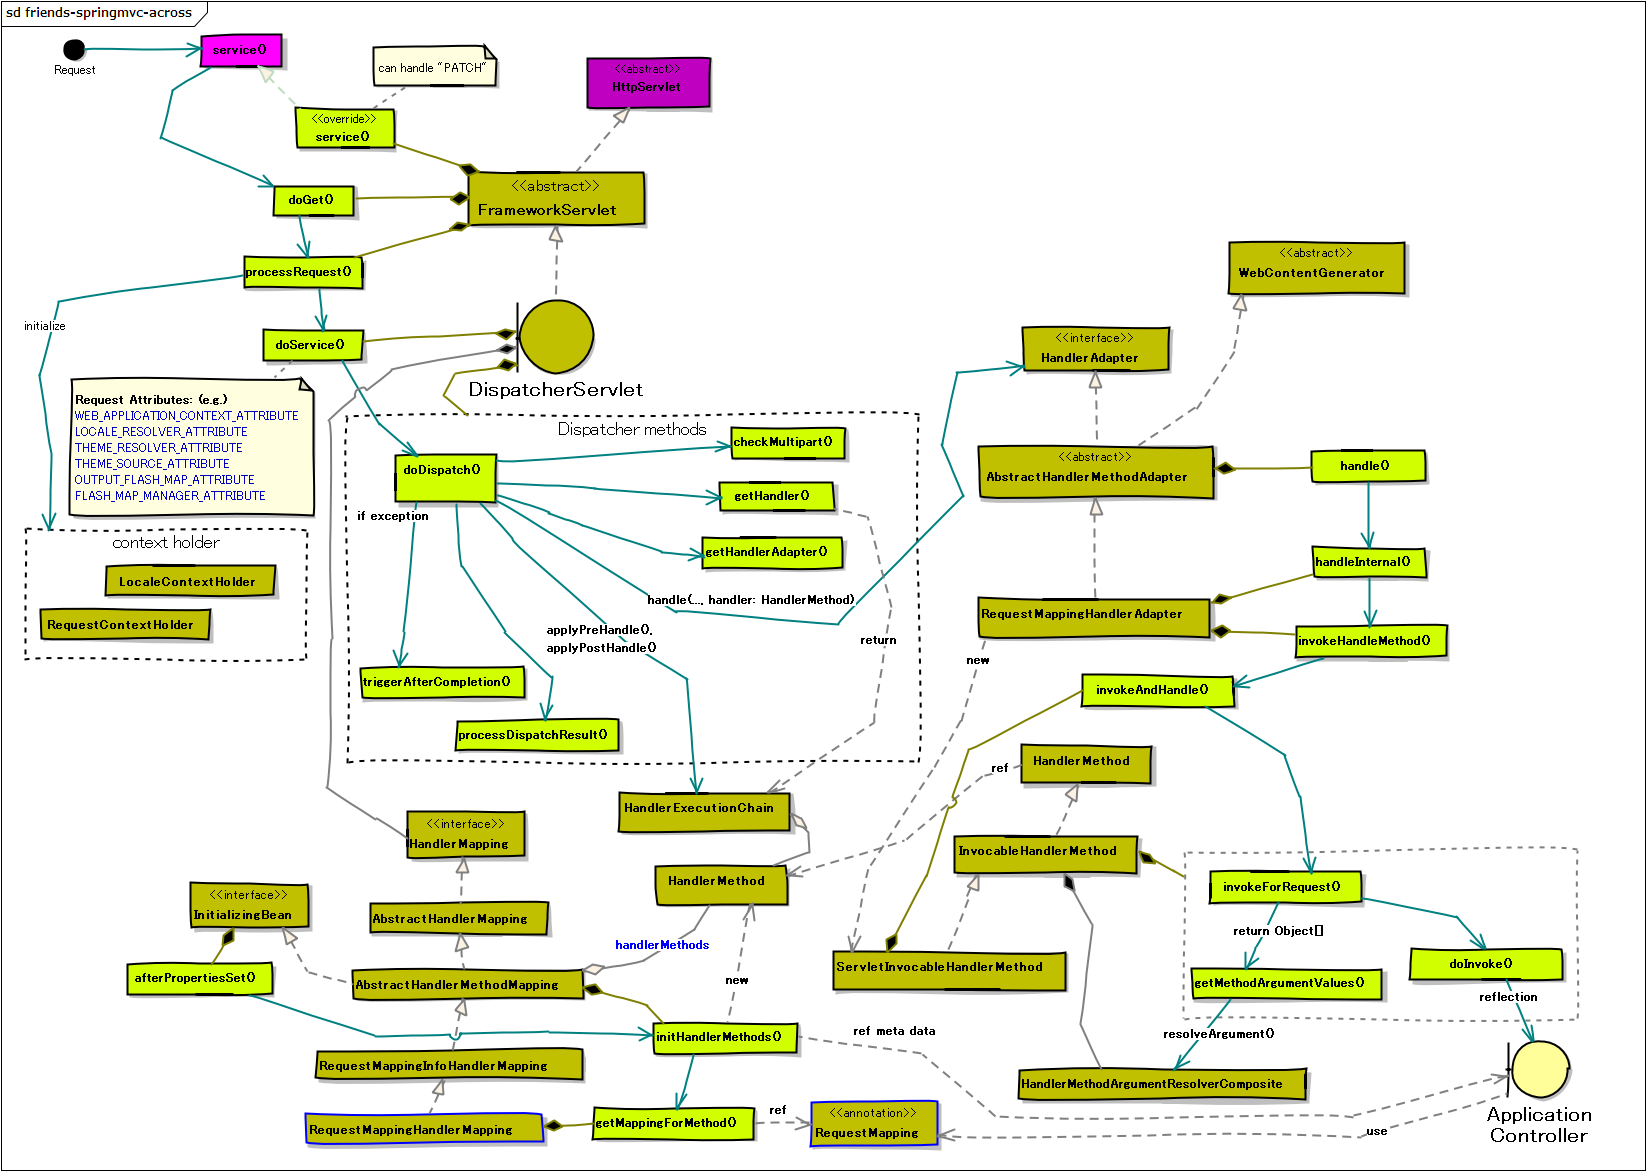 sd friends-springmvc-across
Request
service()
can handle "PATCH"
<<override>>
service()
<<abstract>>
HttpServlet
doGet()
<<abstract>>
FrameworkServlet
processRequest()
initialize
doService()
DispatcherServlet
Request Attributes: (e.g.)
WEB_APPLICATION_CONTEXT_ATTRIBUTE
LOCALE_RESOLVER_ATTRIBUTE
THEME_RESOLVER_ATTRIBUTE
THEME_SOURCE_ATTRIBUTE
OUTPUT_FLASH_MAP_ATTRIBUTE
FLASH_MAP_MANAGER_ATTRIBUTE
context holder
LocaleContextHolder
RequestContextHolder
Dispatcher methods
doDispatch()
checkMultipart()
getHandler()
getHandlerAdapter()
if exception
handle(..., handler: HandlerMethod)
applyPreHandle(),
applyPostHandle()
return
triggerAfterCompletion()
processDispatchResult()
<<abstract>>
WebContentGenerator
<<interface>>
HandlerAdapter
<<abstract>>
AbstractHandlerMethodAdapter
handle()
handleInternal()
RequestMappingHandlerAdapter
invokeHandleMethod()
new
invokeAndHandle()
HandlerMethod
ref
HandlerExecutionChain
<<interface>>
HandlerMapping
InvocableHandlerMethod
HandlerMethod
invokeForRequest()
<<interface>>
InitializingBean
AbstractHandlerMapping
handlerMethods
return Object[]
doInvoke()
ServletInvocableHandlerMethod
afterPropertiesSet()
AbstractHandlerMethodMapping
new
getMethodArgumentValues()
reflection
initHandlerMethods()
ref meta data
resolveArgument()
RequestMappingInfoHandlerMapping
HandlerMethodArgumentResolverComposite
RequestMappingHandlerMapping
getMappingForMethod()
ref
<<annotation>>
RequestMapping
use
Application
Controller